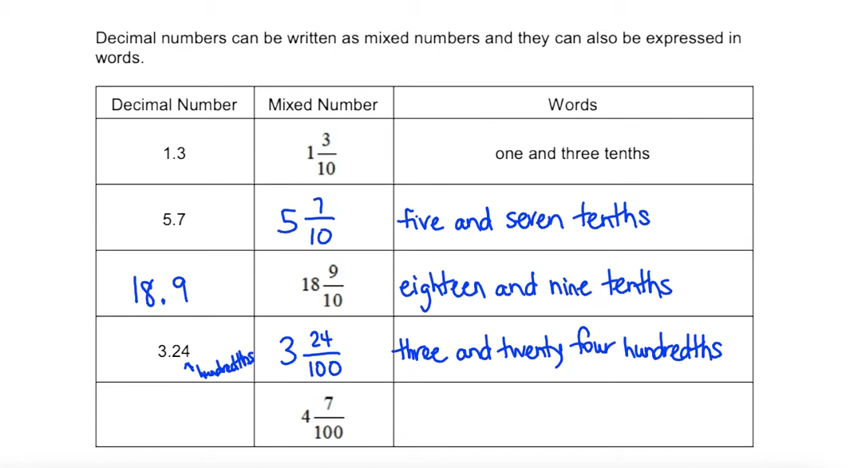 Decimal numbers can be written as mixed numbers and they can also be expressed in
words.
Decimal Number Mixed Number Words
1.3 1 3/10 one and three tenths
5.7 5 7/10 five and seven tenths
18.9 18 9/10 eighteen and nine tenths
3.24 3 24/100 three and twenty four hundredths
hundredths
4 7/100